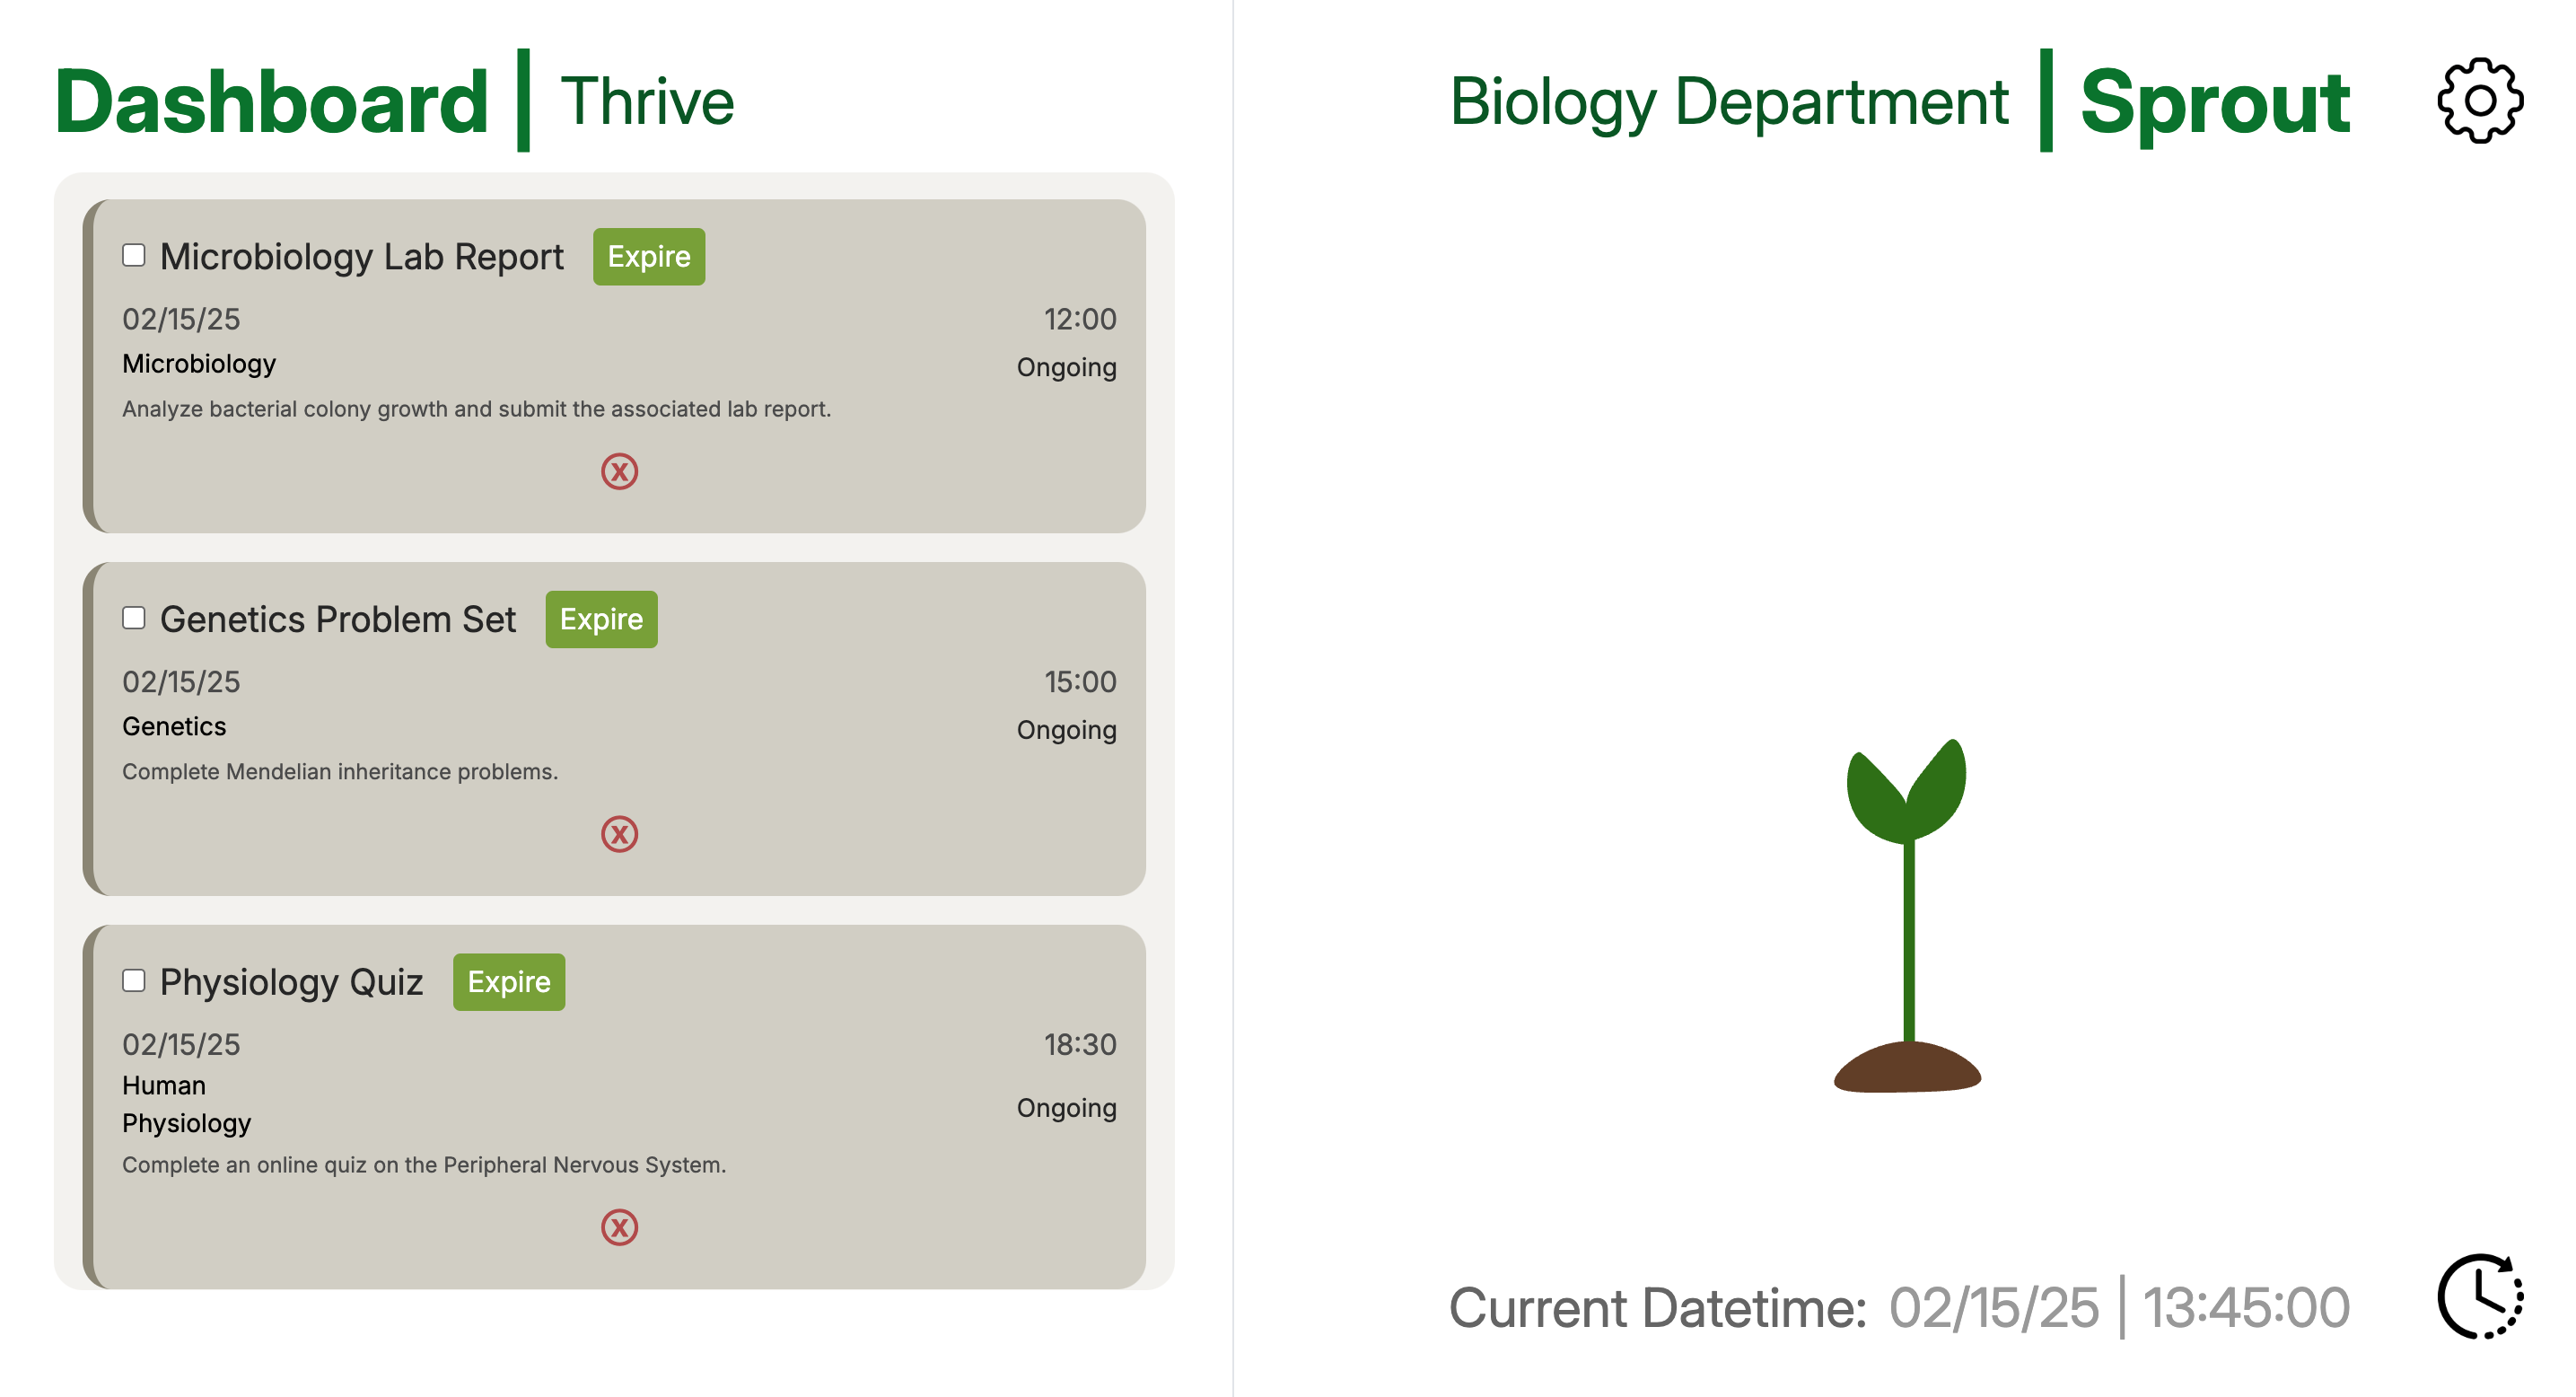 Dashboard | Thrive
Microbiology Lab Report Expire
02/15/25 12:00
Microbiology Ongoing
Analyze bacterial colony growth and submit the associated lab report.
x
Genetics Problem Set Expire
02/15/25 15:00
Genetics Ongoing
Complete Mendelian inheritance problems.
x
Physiology Quiz Expire
02/15/25 18:30
Human
Physiology Ongoing
Complete an online quiz on the Peripheral Nervous System.
x
Biology Department | Sprout
Current Datetime: 02/15/25 | 13:45:00